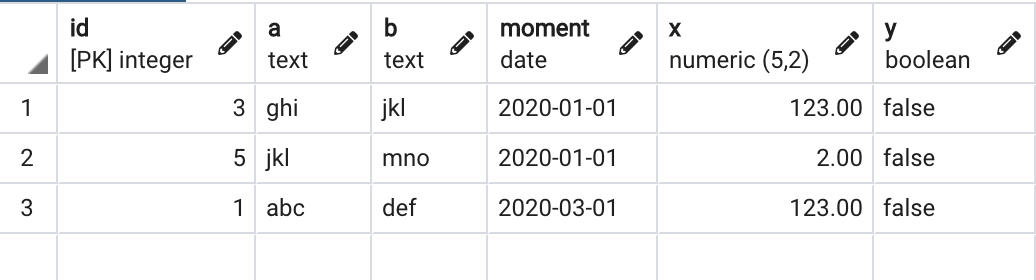 id a b moment x y
[PK] integer text text date numeric (5,2) boolean
1 3 ghi jkl 2020-01-01 123.00 false
2 5 jkl mno 2020-01-01 2.00 false
3 1 abc def 2020-03-01 123.00 false